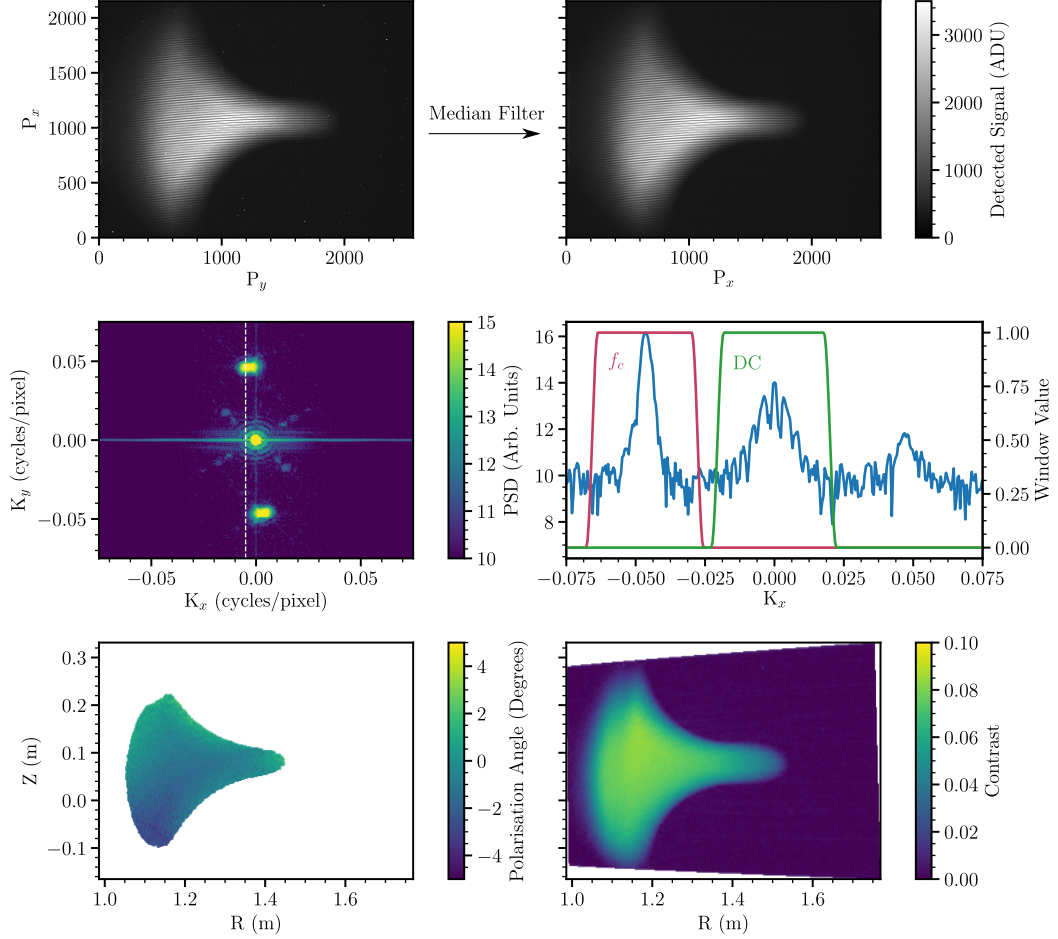 2000
1500
1000
500
0
P_x
0 1000 2000
P_y
Median Filter
0 1000 2000
P_x
3000
2000
1000
0
Detected Signal (ADU)
0.05
0.00
−0.05
K_y (cycles/pixel)
−0.05 0.00 0.05
K_x (cycles/pixel)
15
14
13
12
11
10
PSD (Arb. Units)
16
14
12
10
8
f_c
DC
1.00
0.75
0.50
0.25
0.00
Window Value
−0.075 −0.050 −0.025 0.000 0.025 0.050 0.075
K_x
0.3
0.2
0.1
0.0
−0.1
Z (m)
1.0 1.2 1.4 1.6
R (m)
4
2
0
−2
−4
Polarisation Angle (Degrees)
1.0 1.2 1.4 1.6
R (m)
0.10
0.08
0.06
0.04
0.02
0.00
Contrast